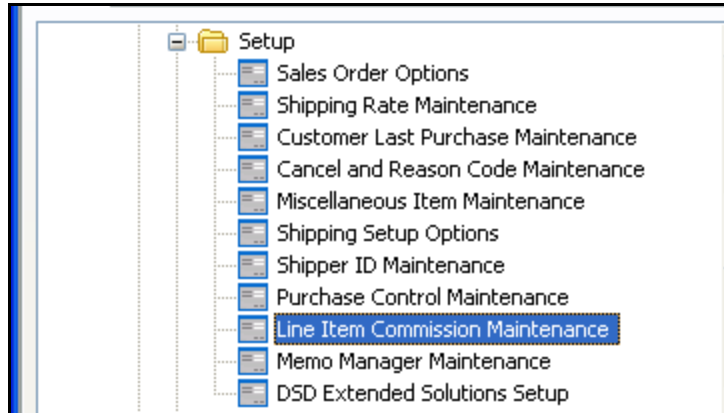 Setup
Sales Order Options
Shipping Rate Maintenance
Customer Last Purchase Maintenance
Cancel and Reason Code Maintenance
Miscellaneous Item Maintenance
Shipping Setup Options
Shipper ID Maintenance
Purchase Control Maintenance
Line Item Commission Maintenance
Memo Manager Maintenance
DSD Extended Solutions Setup